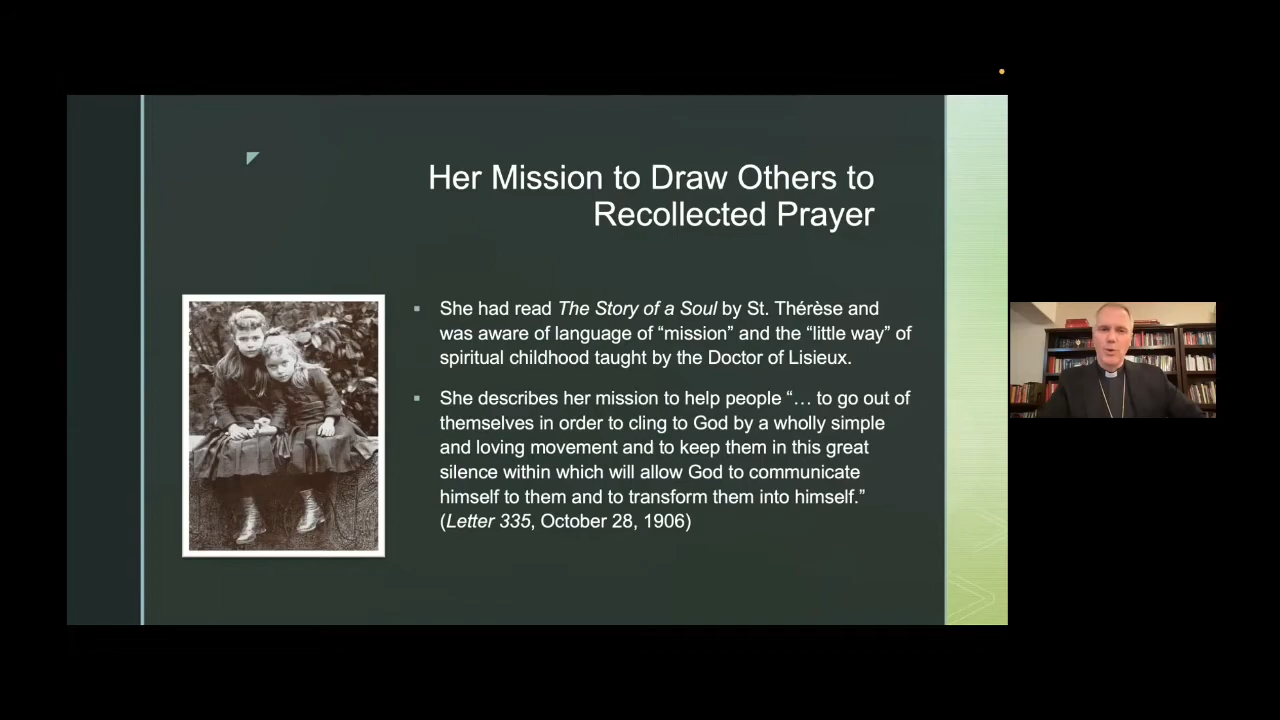 Her Mission to Draw Others to
Recollected Prayer
She had read The Story of a Soul by St. Thérèse and
was aware of language of “mission” and the “little way” of
spiritual childhood taught by the Doctor of Lisieux.
She describes her mission to help people “… to go out of
themselves in order to cling to God by a wholly simple
and loving movement and to keep them in this great
silence within which will allow God to communicate
himself to them and to transform them into himself.”
(Letter 335, October 28, 1906)